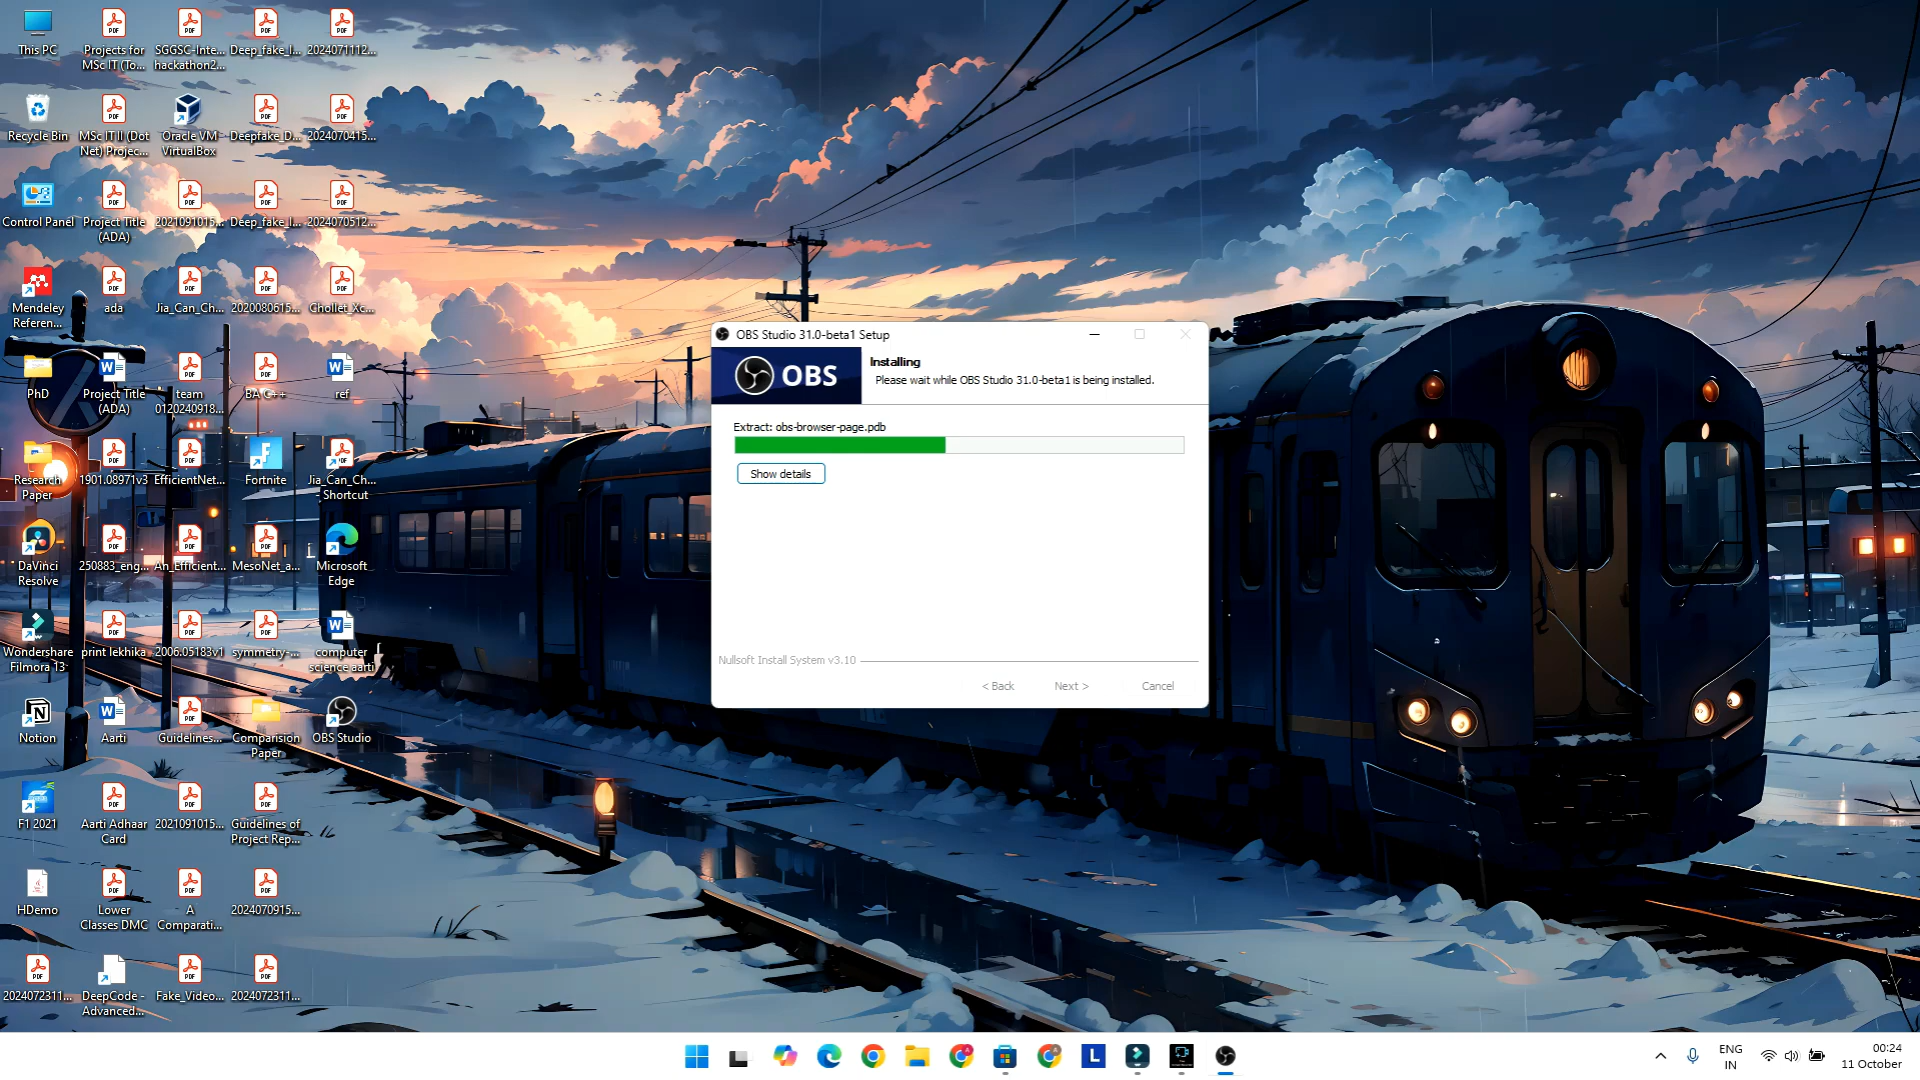 This PC
Projects for
MSc IT (To...
SGGSC-Inte...
hackathon2...
Deep_fake_I...
2024071112...
Recycle Bin
MSc IT II (Dot
Net) Projec...
Oracle VM
VirtualBox
Deepfake_D...
2024070415...
Control Panel
Project Title
(ADA)
2021091015...
Deep_fake_I...
2024070512...
Mendeley
Referen...
ada
Jia_Can_Ch...
2020080615...
Chollet_Xc...
PhD
Project Title
(ADA)
team
0120240918...
BA C++
ref
Research
Paper
1901.08971v3
EfficientNet...
Fortnite
Jia_Can_Ch...
- Shortcut
DaVinci
Resolve
250883_eng...
An_Efficient...
MesoNet_a...
Microsoft
Edge
Wondershare
Filmora 13
print lekhika
2006.05183v1
symmetry-...
computer
science aarti
Notion
Aarti
Guidelines...
Comparision
Paper
OBS Studio
F1 2021
Aarti Adhaar
Card
2021091015...
Guidelines of
Project Rep...
HDemo
Lower
Classes DMC
A
Comparati...
2024070915...
2024072311...
DeepCode -
Advanced...
Fake_Video...
2024072311...
OBS Studio 31.0-beta1 Setup
OBS
Installing
Please wait while OBS Studio 31.0-beta1 is being installed.
Extract: obs-browser-page.pdb
Show details
Nullsoft Install System v3.10
< Back
Next >
Cancel
ENG
IN
00:24
11 October